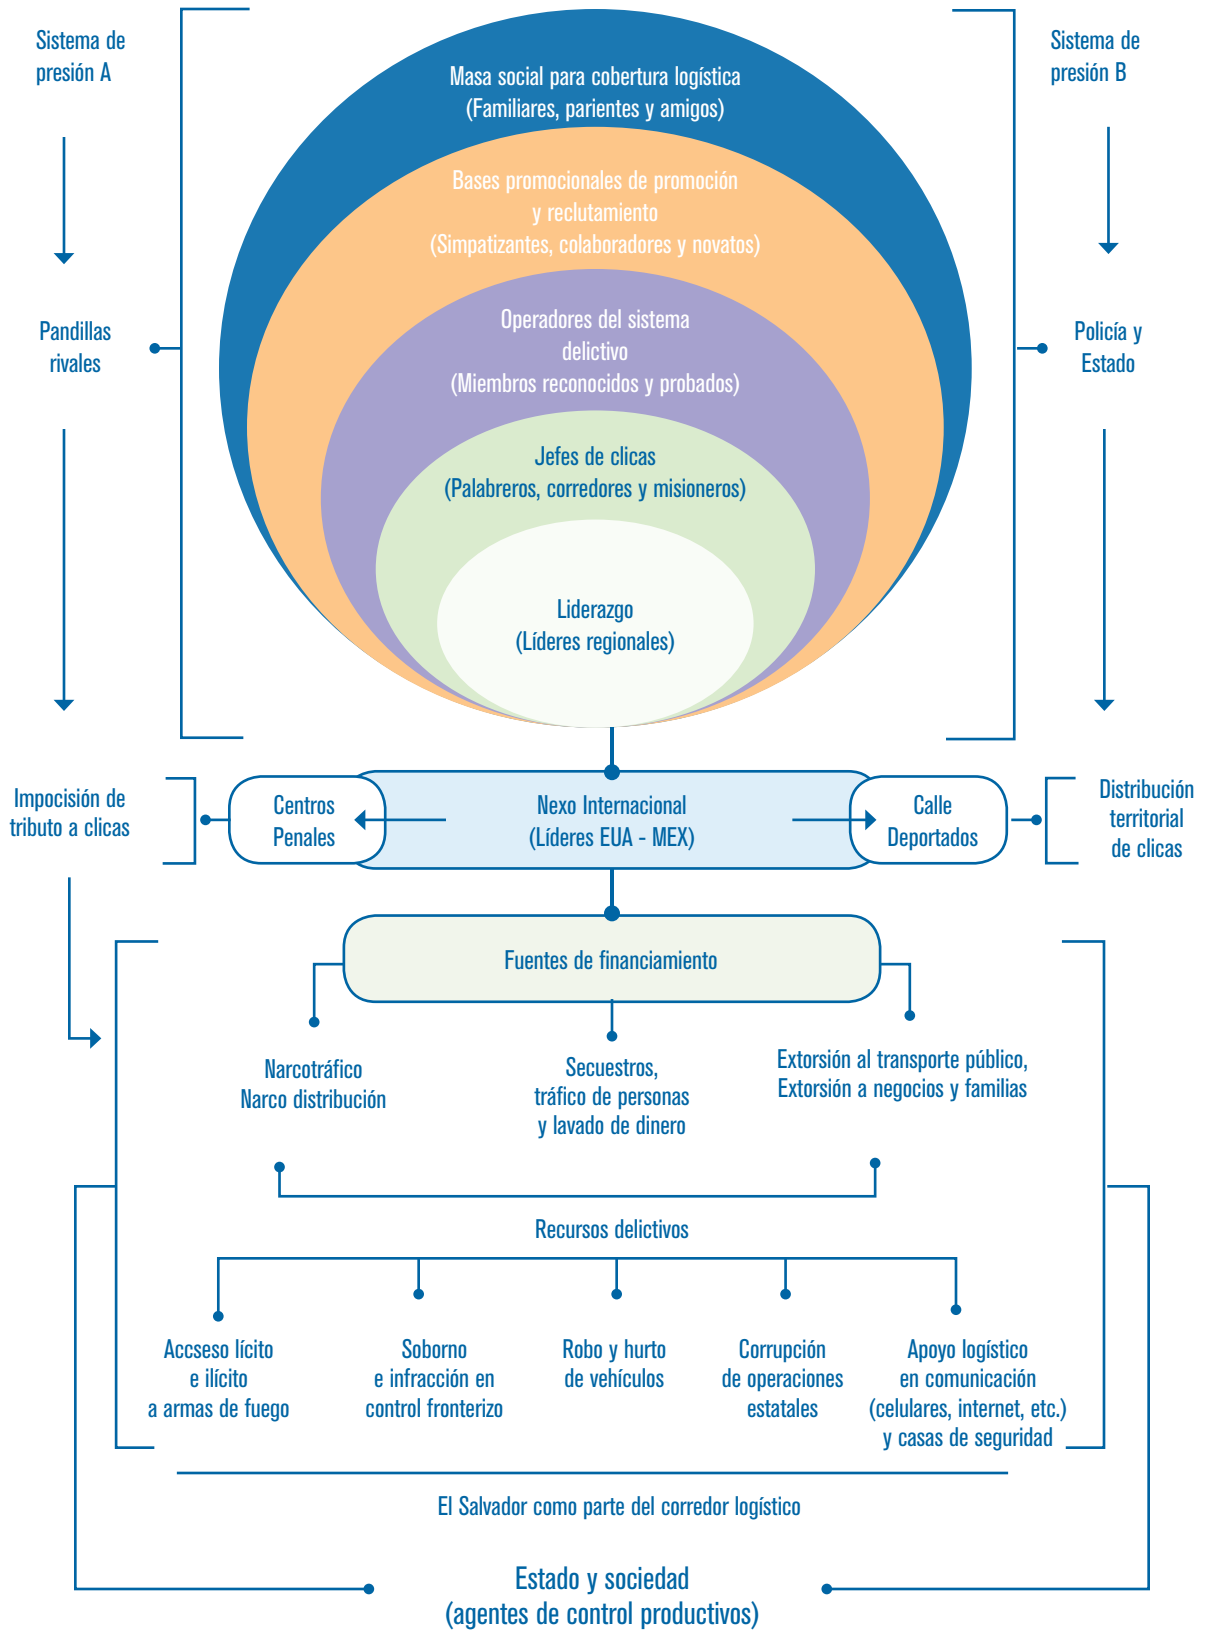 Sistema de
presión A
Sistema de
presión B
Masa social para cobertura logística
(Familiares, parientes y amigos)
Bases promocionales de promoción
y reclutamiento
(Simpatizantes, colaboradores y novatos)
Operadores del sistema
delictivo
(Miembros reconocidos y probados)
Pandillas
rivales
Policía y
Estado
Jefes de clicas
(Palabreros, corredores y misioneros)
Liderazgo
(Líderes regionales)
Impocisión de
tributo a clicas
Centros
Penales
Nexo Internacional
(Líderes EUA - MEX)
Calle
Deportados
Distribución
territorial
de clicas
Fuentes de financiamiento
Narcotráfico
Narco distribución
Secuestros,
tráfico de personas
y lavado de dinero
Extorsión al transporte público,
Extorsión a negocios y familias
Recursos delictivos
Accseso lícito
e ilícito
a armas de fuego
Soborno
e infracción en
control fronterizo
Robo y hurto
de vehículos
Corrupción
de operaciones
estatales
Apoyo logístico
en comunicación
(celulares, internet, etc.)
y casas de seguridad
El Salvador como parte del corredor logístico
Estado y sociedad
(agentes de control productivos)